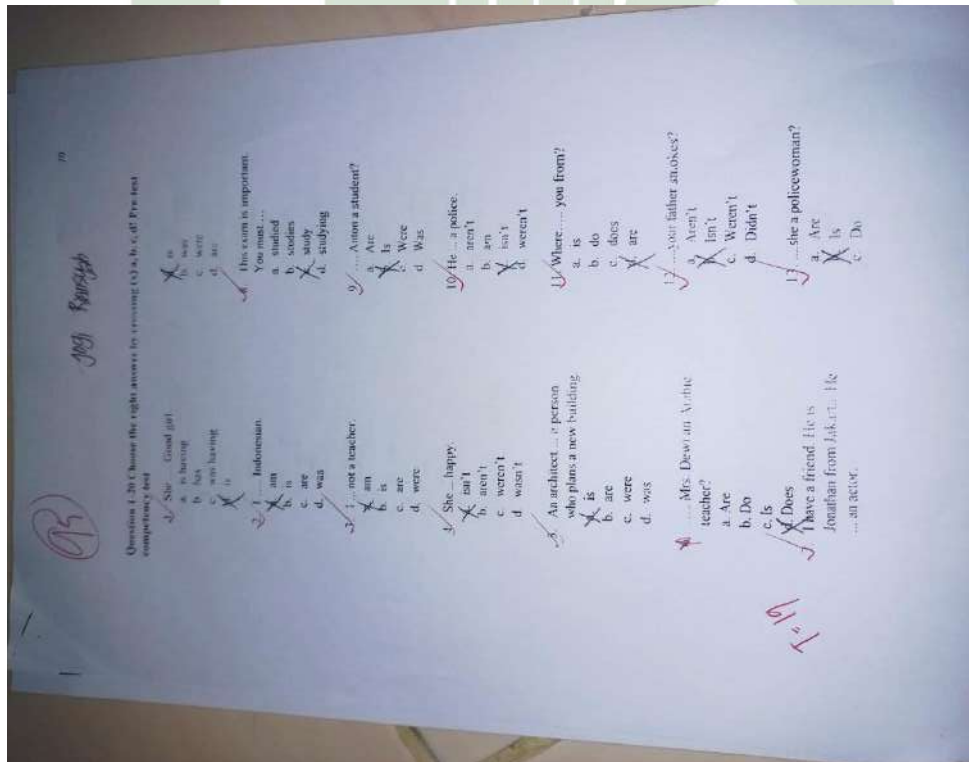 95
Question 1-20 Choose the right answer by crossing (x) a, b, c, d! Pre-test
competency test
1. She ... Good girl
a. is having
b. has
c. was having
d. is
2. I ..... Indonesian.
a. am
b. is
c. are
d. was
3. I ... not a teacher.
a. am
b. is
c. are
d. were
4. She ... happy.
a. isn't
b. aren't
c. weren't
d. wasn't
5. An architect ... a person
who plans a new building
a. is
b. are
c. were
d. was
.... Mrs. Dewi an Arabic
teacher?
a. Are
b. Do
c. Is
d. Does
7. I have a friend. He is
Jonathan from Jakarta. He
... an actor.
a. is
b. was
c. were
d. are
8. This exam is important.
You must....
a. studied
b. studies
c. study
d. studying
9. .... Anton a student?
a. Are
b. Is
c. Were
d. Was
10. He ... a police.
a. aren't
b. am
c. isn't
d. weren't
11. Where.... you from?
a. is
b. do
c. does
d. are
12. ....your father smokes?
a. Aren't
b. Isn't
c. Weren't
d. Didn't
13. .... she a policewoman?
a. Are
b. Is
c. Do